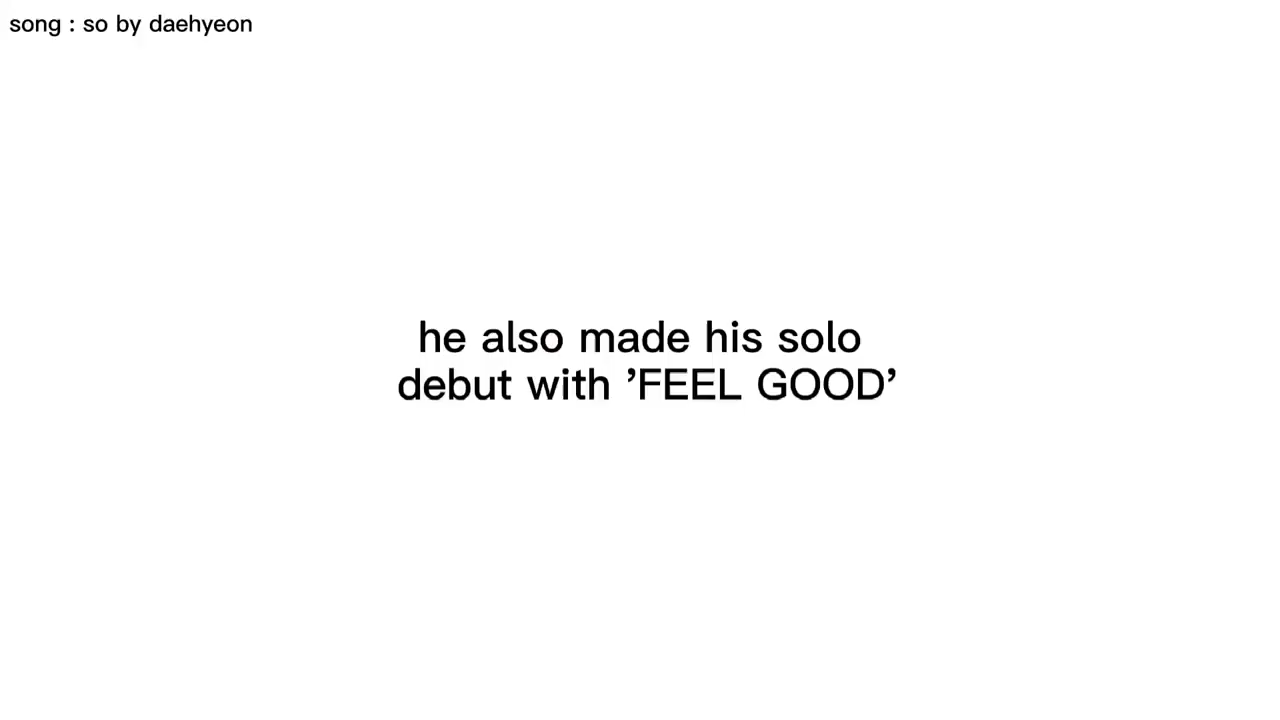 song : so by daehyeon
he also made his solo
debut with ’FEEL GOOD’